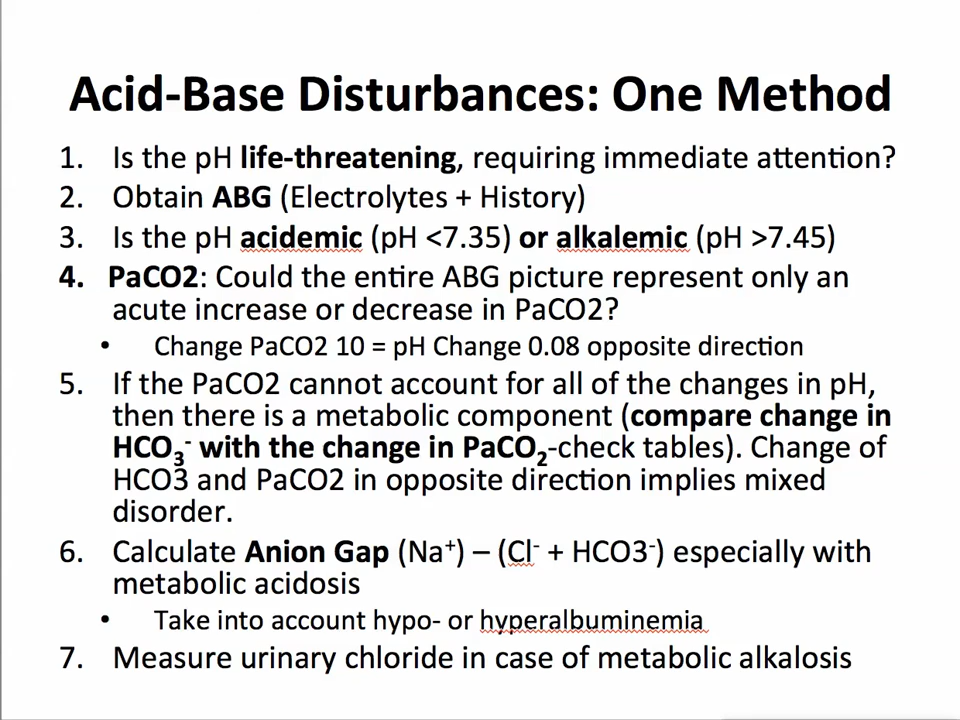 Acid-Base Disturbances: One Method
1. Is the pH life-threatening, requiring immediate attention?
2. Obtain ABG (Electrolytes + History)
3. Is the pH acidemic (pH <7.35) or alkalemic (pH >7.45)
4. PaCO2: Could the entire ABG picture represent only an
acute increase or decrease in PaCO2?
• Change PaCO2 10 = pH Change 0.08 opposite direction
5. If the PaCO2 cannot account for all of the changes in pH,
then there is a metabolic component (compare change in
HCO₃⁻ with the change in PaCO₂-check tables). Change of
HCO3 and PaCO2 in opposite direction implies mixed
disorder.
6. Calculate Anion Gap (Na⁺) – (Cl⁻ + HCO3⁻) especially with
metabolic acidosis
• Take into account hypo- or hyperalbuminemia
7. Measure urinary chloride in case of metabolic alkalosis